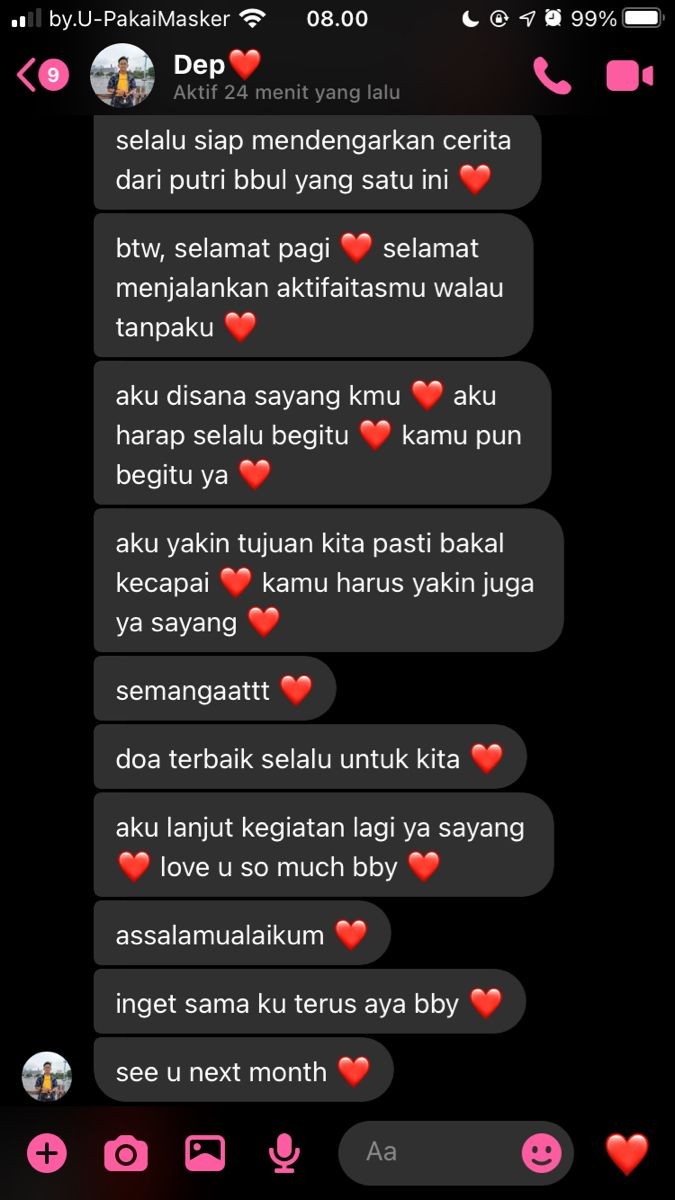 by.U-PakaiMasker 08.00 99%
9 Dep❤️
Aktif 24 menit yang lalu
selalu siap mendengarkan cerita
dari putri bbul yang satu ini ❤️
btw, selamat pagi ❤️ selamat
menjalankan aktifaitasmu walau
tanpaku ❤️
aku disana sayang kmu ❤️ aku
harap selalu begitu ❤️ kamu pun
begitu ya ❤️
aku yakin tujuan kita pasti bakal
kecapai ❤️ kamu harus yakin juga
ya sayang ❤️
semangaattt ❤️
doa terbaik selalu untuk kita ❤️
aku lanjut kegiatan lagi ya sayang
❤️ love u so much bby ❤️
assalamualaikum ❤️
inget sama ku terus aya bby ❤️
see u next month ❤️
Aa